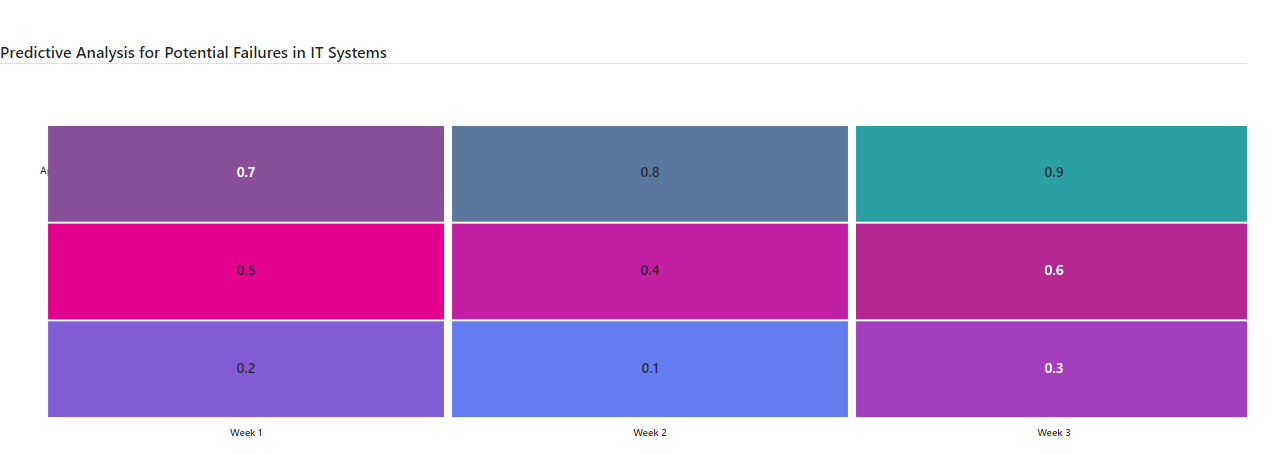 Predictive Analysis for Potential Failures in IT Systems
0.7 0.8 0.9
0.5 0.4 0.6
0.2 0.1 0.3
Week 1 Week 2 Week 3